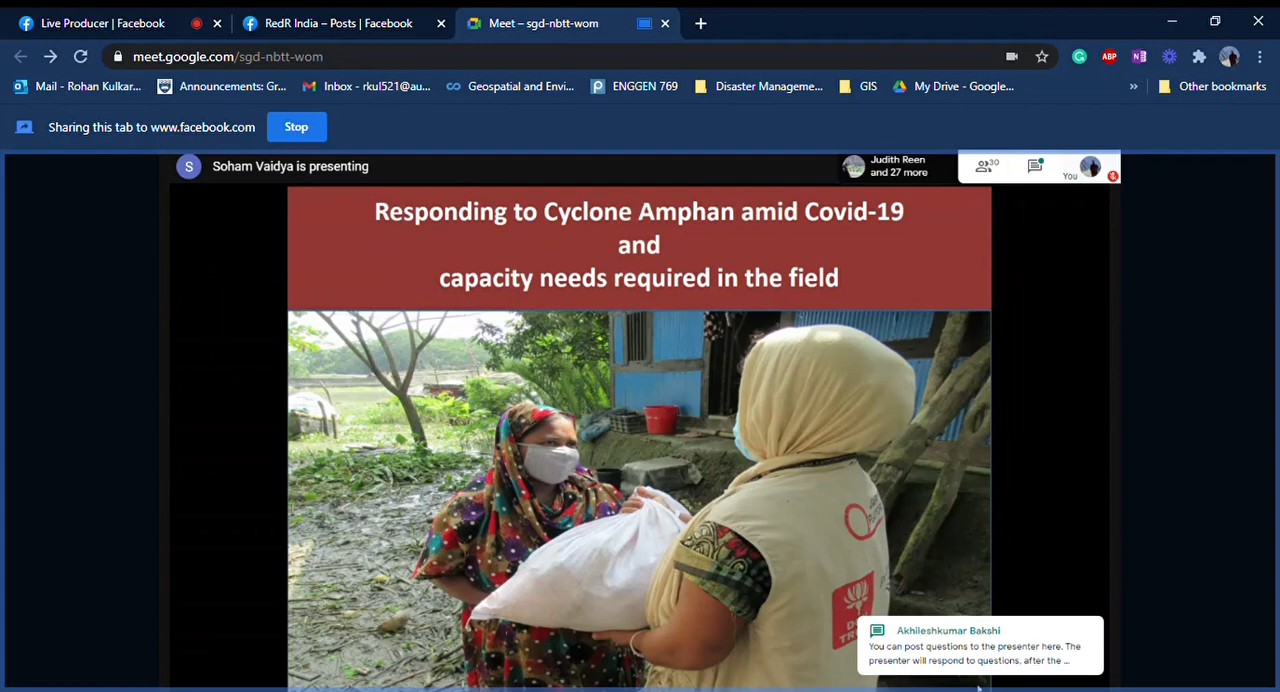 Live Producer | Facebook
RedR India – Posts | Facebook
Meet – sgd-nbtt-wom
meet.google.com/sgd-nbtt-wom
ABP
Mail - Rohan Kulkar...
Announcements: Gr...
Inbox - rkul521@au...
Geospatial and Envi...
ENGGEN 769
Disaster Manageme...
GIS
My Drive - Google...
Other bookmarks
Sharing this tab to www.facebook.com
Stop
S
Soham Vaidya is presenting
Judith Reen
and 27 more
30
You
Responding to Cyclone Amphan amid Covid-19
and
capacity needs required in the field
Akhileshkumar Bakshi
You can post questions to the presenter here. The
presenter will respond to questions, after the ...